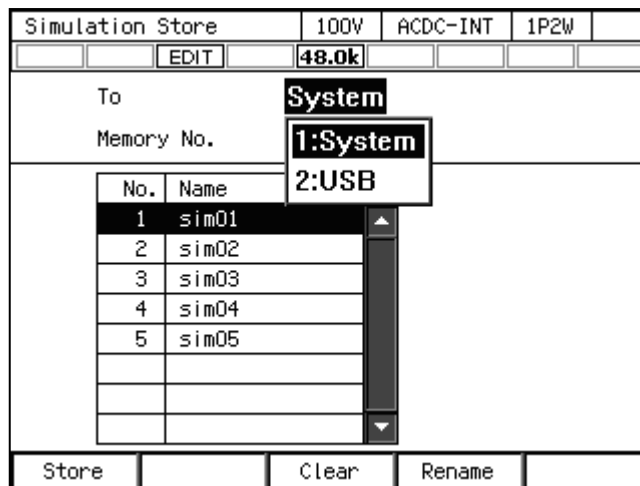 Simulation Store 100V ACDC-INT 1P2W
EDIT 48.0k
To System
Memory No. 1:System
2:USB
No. Name
1 sim01
2 sim02
3 sim03
4 sim04
5 sim05
Store Clear Rename